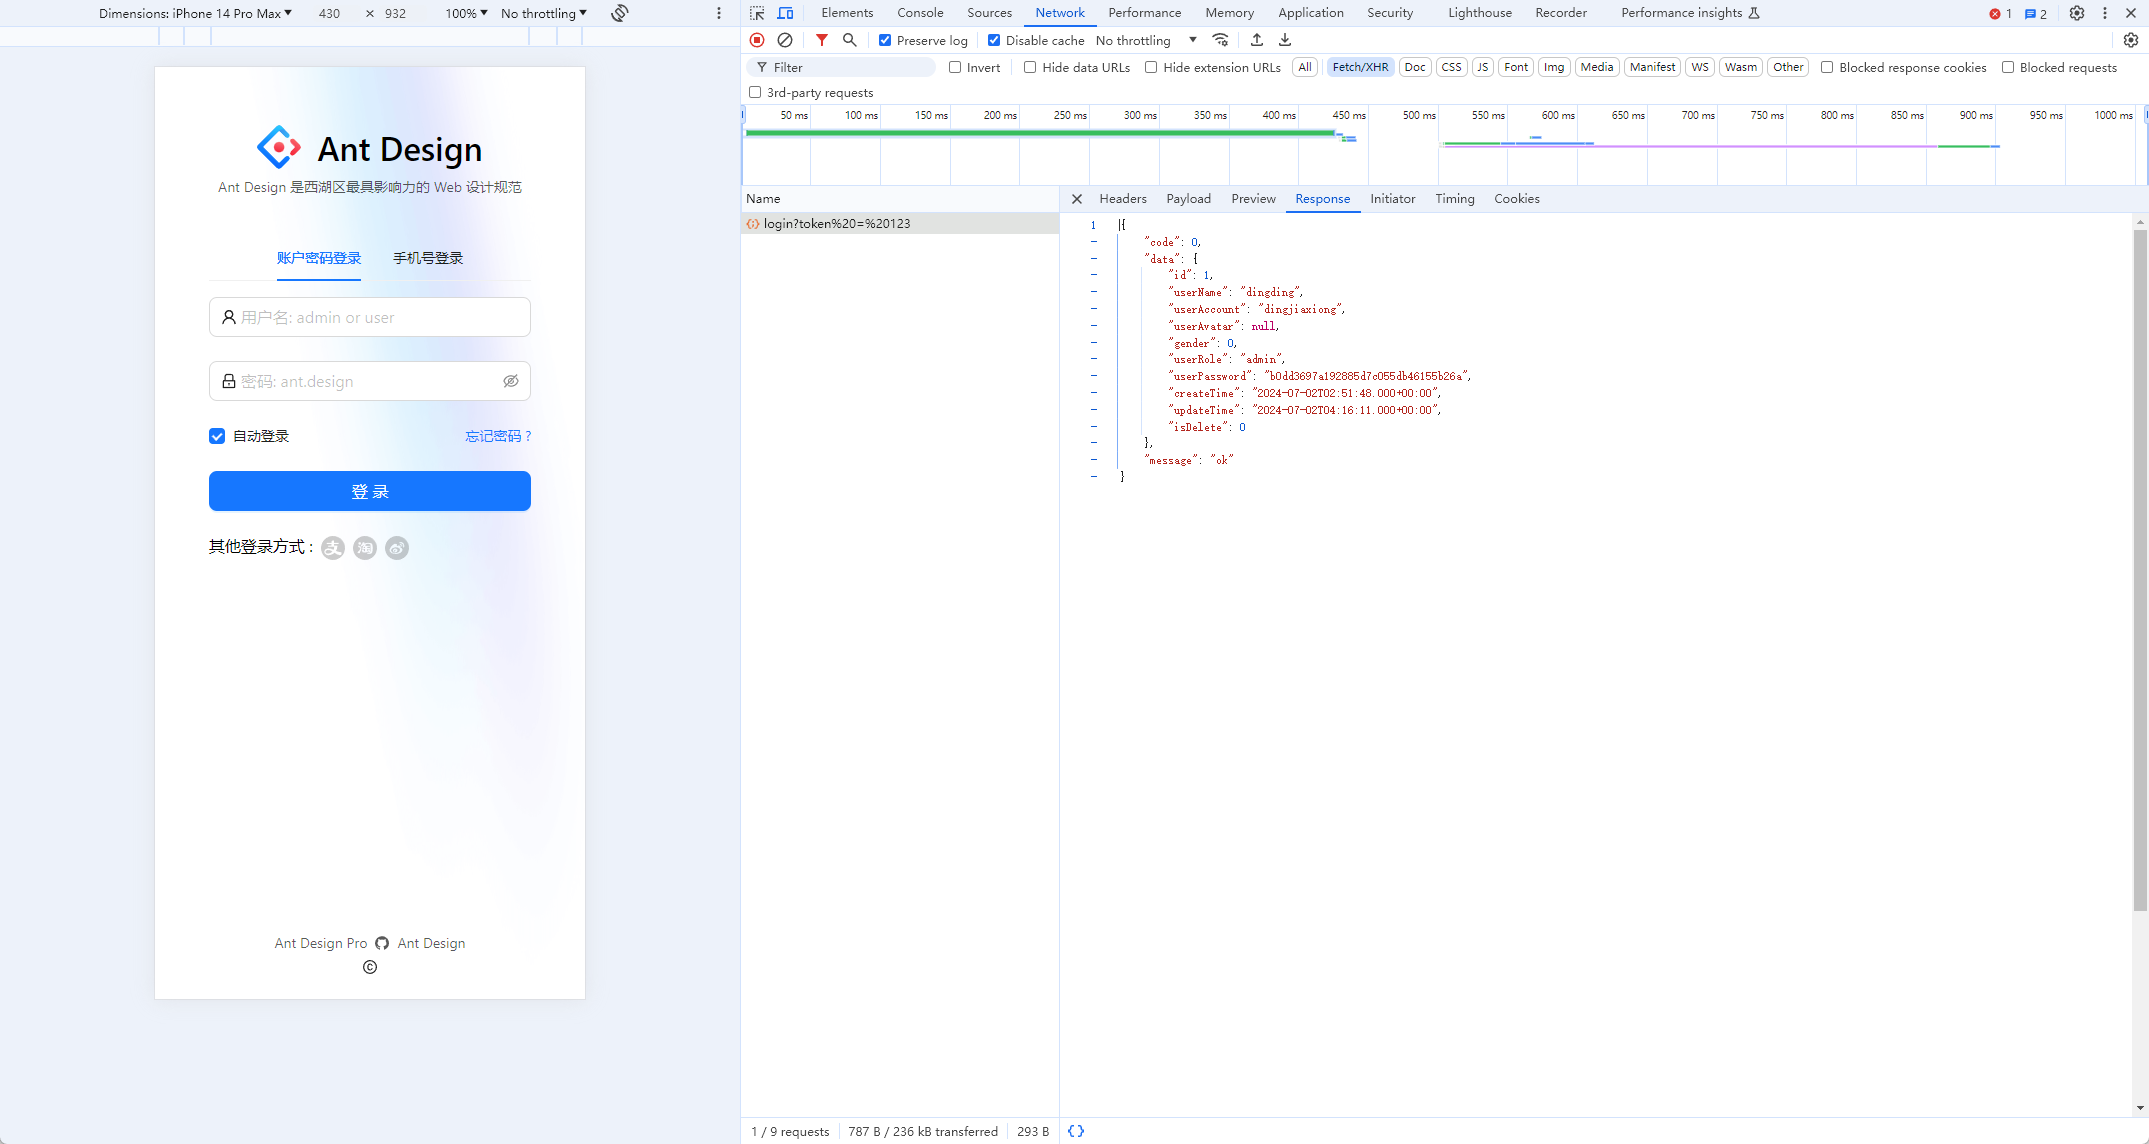 Dimensions: iPhone 14 Pro Max 430 × 932 100% No throttling
Ant Design
Ant Design 是西湖区最具影响力的 Web 设计规范
账户密码登录 手机号登录
用户名: admin or user
密码: ant.design
自动登录 忘记密码 ?
登 录
其他登录方式 : 支 淘
Ant Design Pro Ant Design
©
Elements Console Sources Network Performance Memory Application Security Lighthouse Recorder Performance insights 1 2
Preserve log Disable cache No throttling
Filter Invert Hide data URLs Hide extension URLs All Fetch/XHR Doc CSS JS Font Img Media Manifest WS Wasm Other Blocked response cookies Blocked requests
3rd-party requests
50 ms 100 ms 150 ms 200 ms 250 ms 300 ms 350 ms 400 ms 450 ms 500 ms 550 ms 600 ms 650 ms 700 ms 750 ms 800 ms 850 ms 900 ms 950 ms 1000 ms
Name
login?token%20=%20123
Headers Payload Preview Response Initiator Timing Cookies
1 {
- "code": 0,
- "data": {
- "id": 1,
- "userName": "dingding",
- "userAccount": "dingjiaxiong",
- "userAvatar": null,
- "gender": 0,
- "userRole": "admin",
- "userPassword": "b0dd3697a192885d7c055db46155b26a",
- "createTime": "2024-07-02T02:51:48.000+00:00",
- "updateTime": "2024-07-02T04:16:11.000+00:00",
- "isDelete": 0
- },
- "message": "ok"
- }
1 / 9 requests 787 B / 236 kB transferred 293 B {}